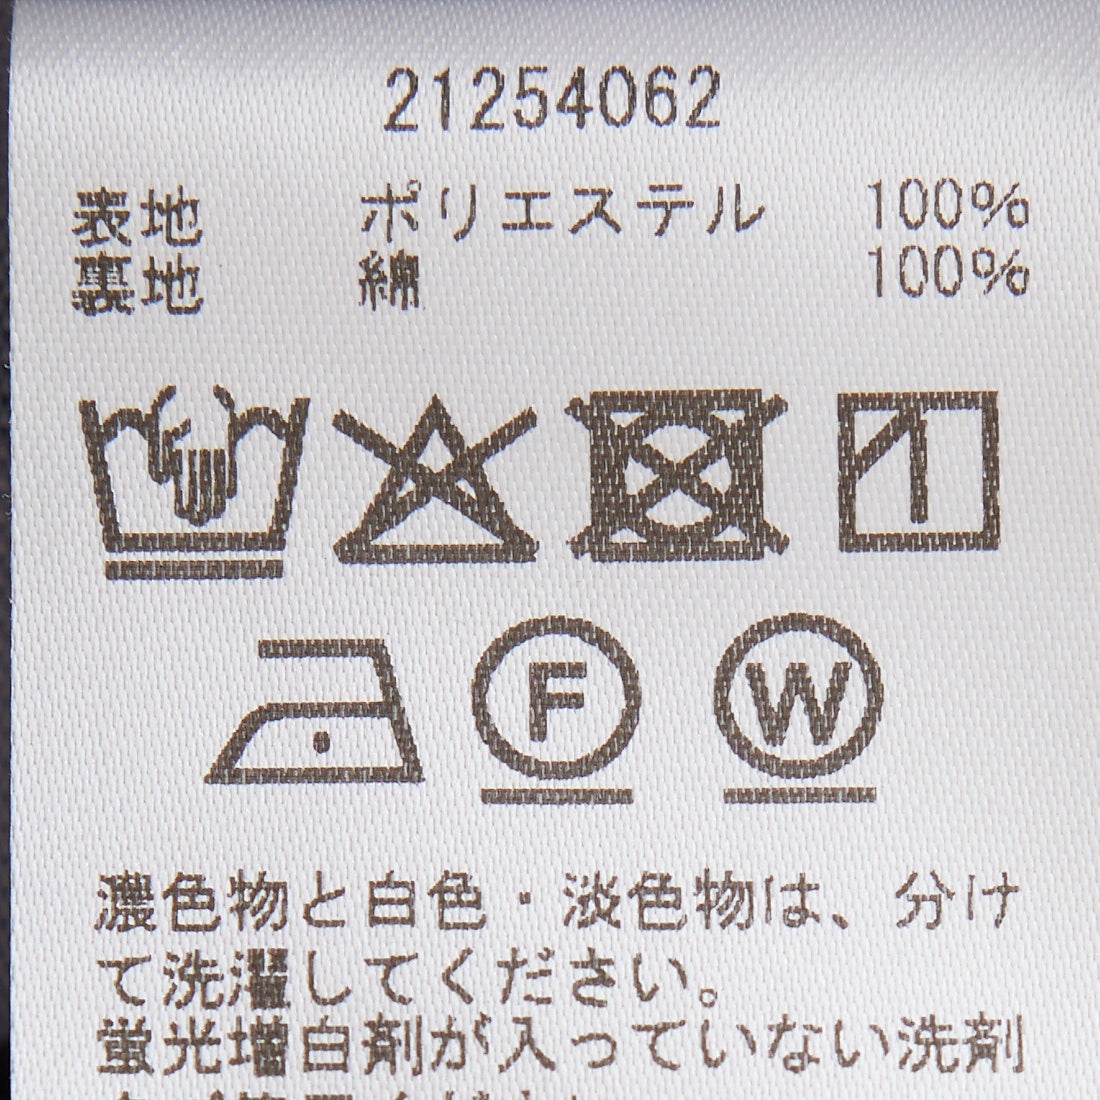 21254062
表地 ポリエステル 100%
裏地 綿 100%
F W
濃色物と白色・淡色物は、分け
て洗濯してください。
蛍光増白剤が入っていない洗剤